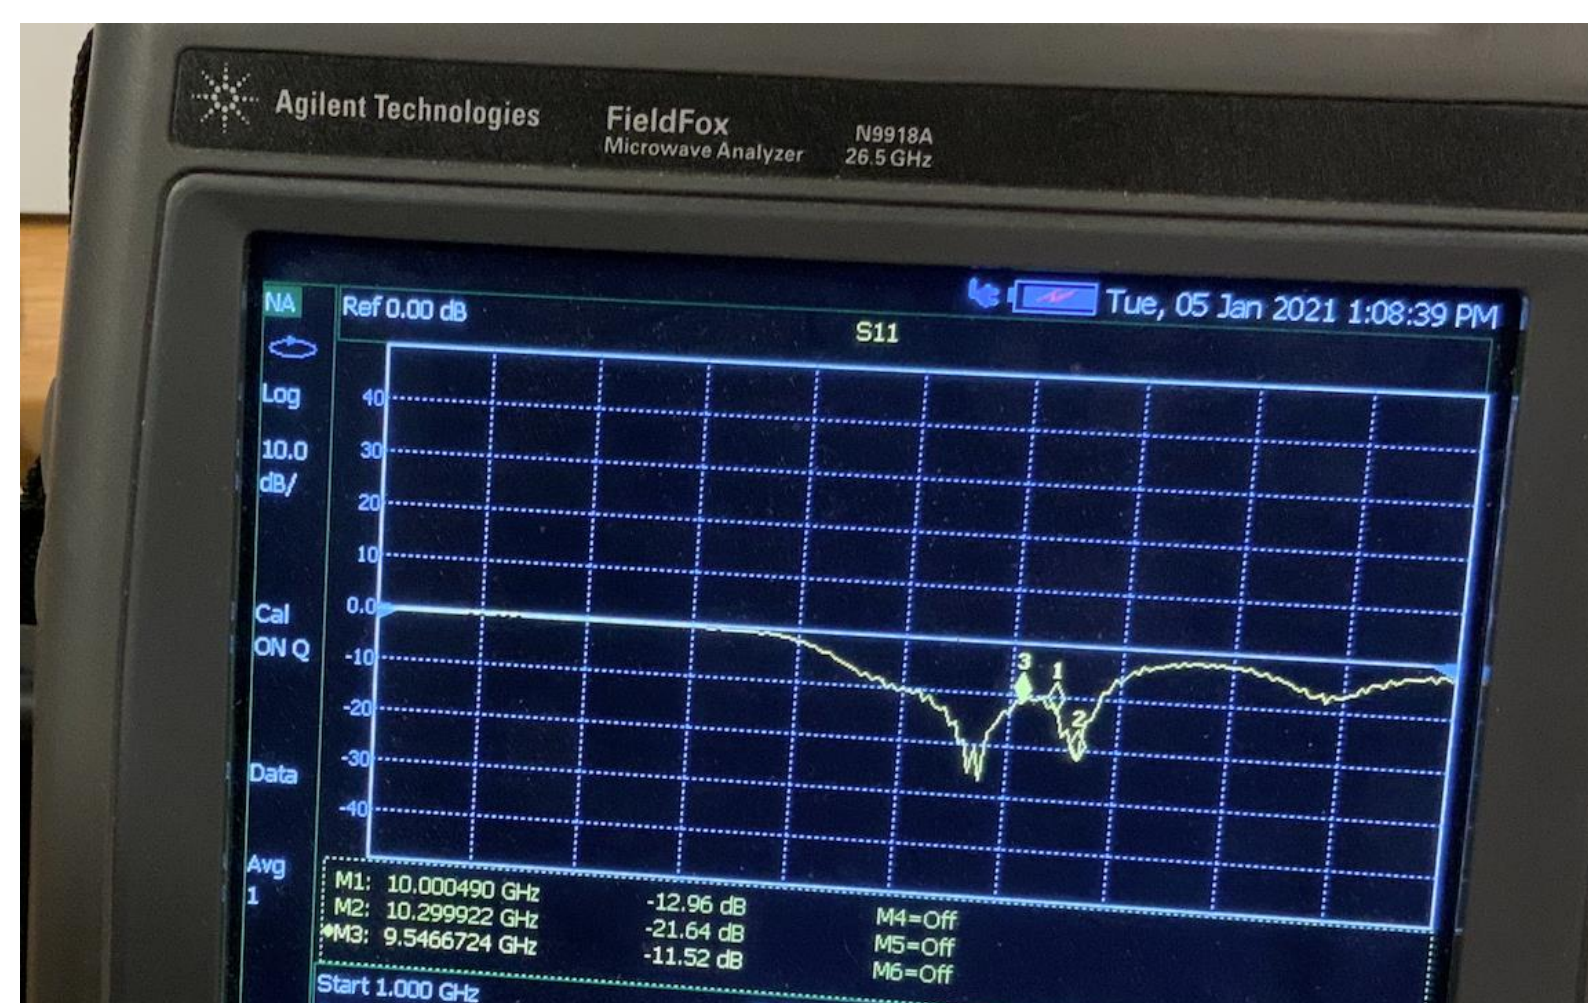 Agilent Technologies
FieldFox
Microwave Analyzer
N9918A
26.5 GHz
NA
Ref 0.00 dB
Tue, 05 Jan 2021 1:08:39 PM
S11
Log
10.0
dB/
40
30
20
10
0.0
-10
-20
-30
-40
Cal
ON Q
Data
Avg
1
3
1
2
M1: 10.000490 GHz -12.96 dB M4=Off
M2: 10.299922 GHz -21.64 dB M5=Off
M3: 9.5466724 GHz -11.52 dB M6=Off
Start 1.000 GHz